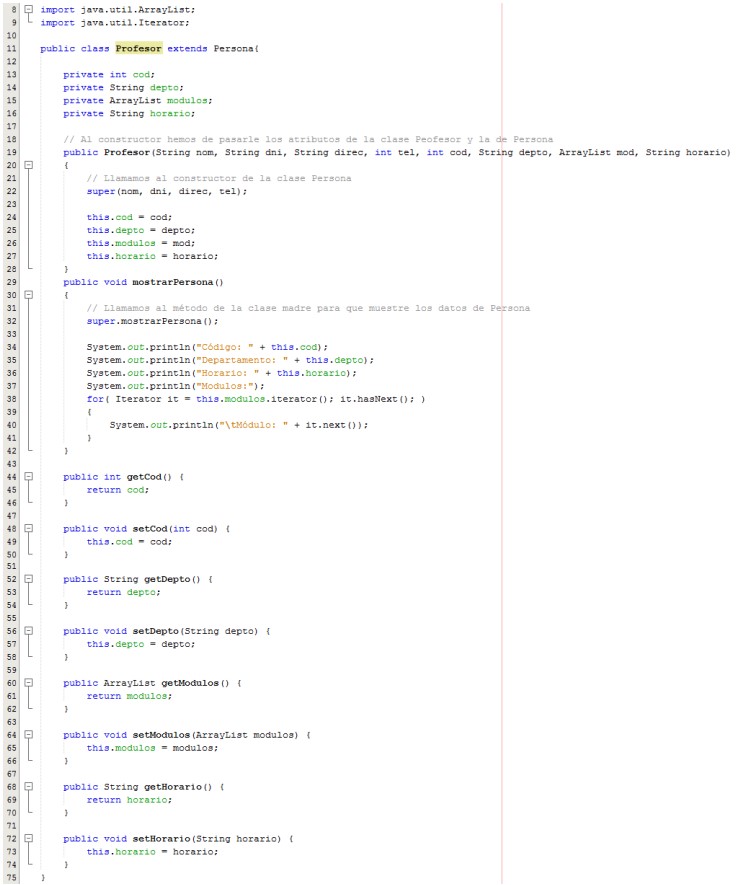 8 import java.util.ArrayList;
9 import java.util.Iterator;
10
11 public class Profesor extends Persona{
12
13 private int cod;
14 private String depto;
15 private ArrayList modulos;
16 private String horario;
17
18 // Al constructor hemos de pasarle los atributos de la clase Peofesor y la de Persona
19 public Profesor(String nom, String dni, String direc, int tel, int cod, String depto, ArrayList mod, String horario)
20 {
21 // Llamamos al constructor de la clase Persona
22 super(nom, dni, direc, tel);
23
24 this.cod = cod;
25 this.depto = depto;
26 this.modulos = mod;
27 this.horario = horario;
28 }
29 public void mostrarPersona()
30 {
31 // Llamamos al método de la clase madre para que muestre los datos de Persona
32 super.mostrarPersona();
33
34 System.out.println("Código: " + this.cod);
35 System.out.println("Departamento: " + this.depto);
36 System.out.println("Horario: " + this.horario);
37 System.out.println("Modulos:");
38 for( Iterator it = this.modulos.iterator(); it.hasNext(); )
39 {
40 System.out.println("\tMódulo: " + it.next());
41 }
42 }
43
44 public int getCod() {
45 return cod;
46 }
47
48 public void setCod(int cod) {
49 this.cod = cod;
50 }
51
52 public String getDepto() {
53 return depto;
54 }
55
56 public void setDepto(String depto) {
57 this.depto = depto;
58 }
59
60 public ArrayList getModulos() {
61 return modulos;
62 }
63
64 public void setModulos(ArrayList modulos) {
65 this.modulos = modulos;
66 }
67
68 public String getHorario() {
69 return horario;
70 }
71
72 public void setHorario(String horario) {
73 this.horario = horario;
74 }
75 }